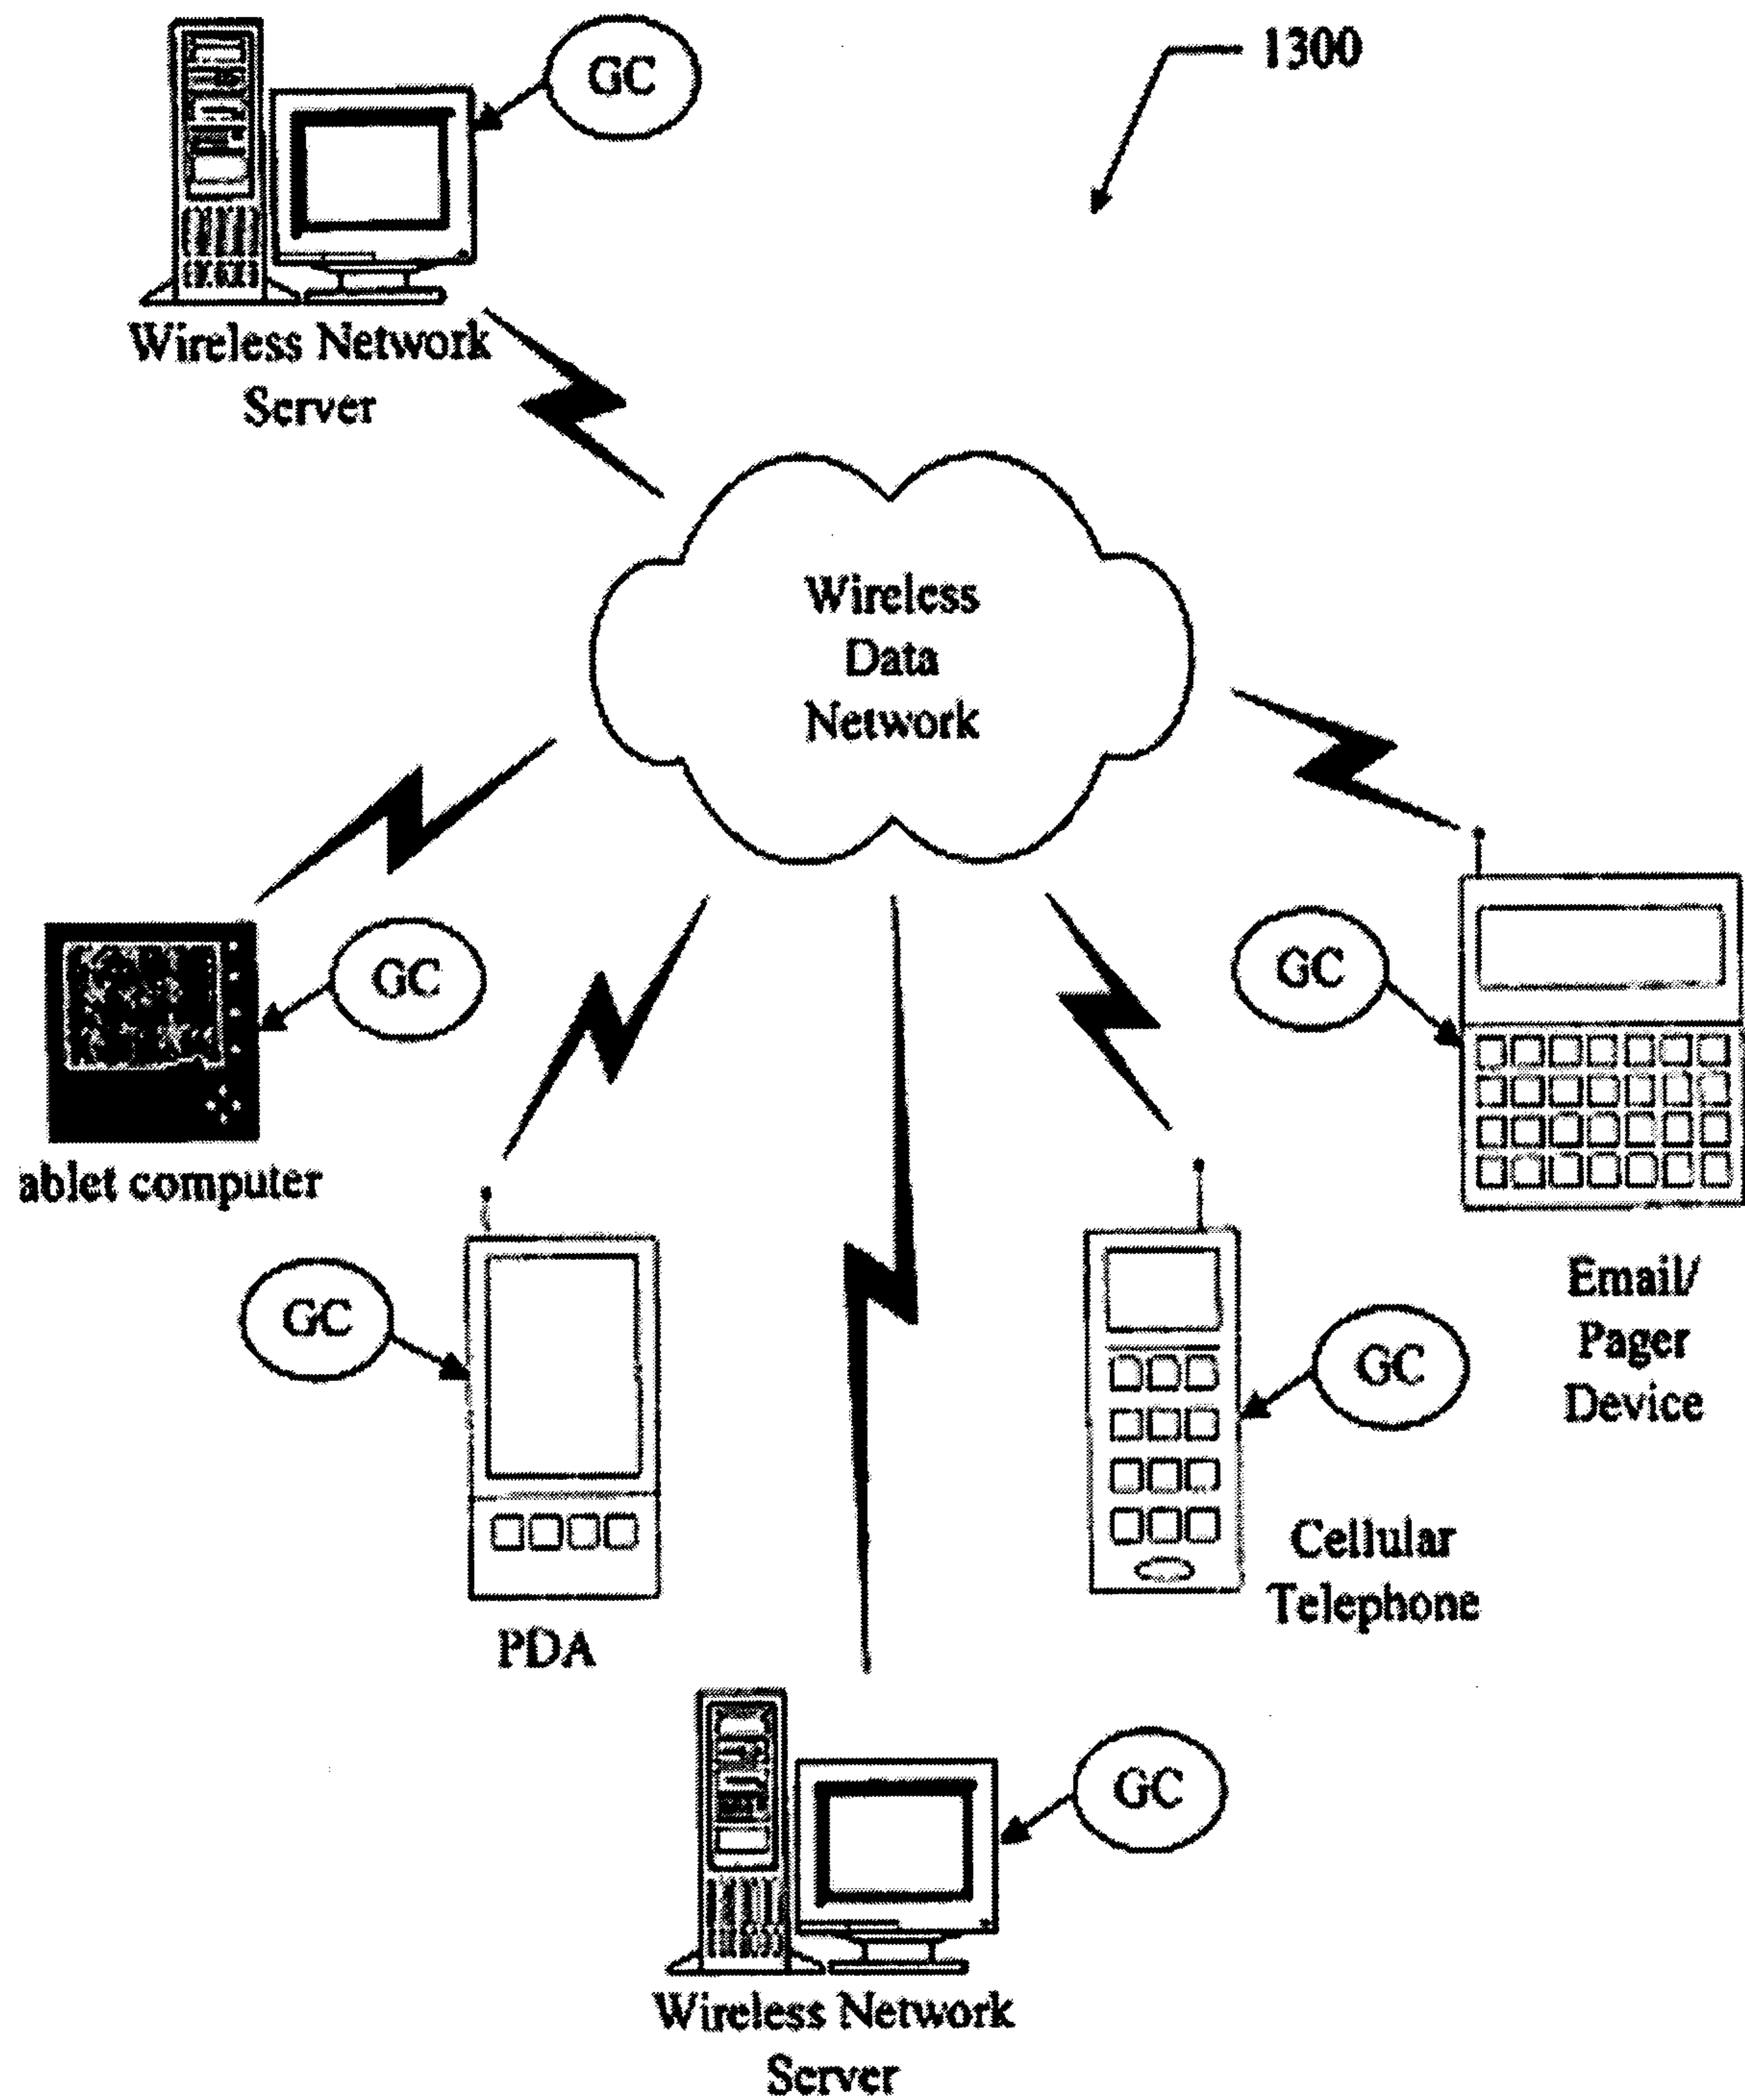 GC
1300
Wireless Network
Server
Wireless
Data
Network
GC
GC
ablet computer
GC
Email/
Pager
Device
GC
Cellular
Telephone
PDA
GC
Wireless Network
Server